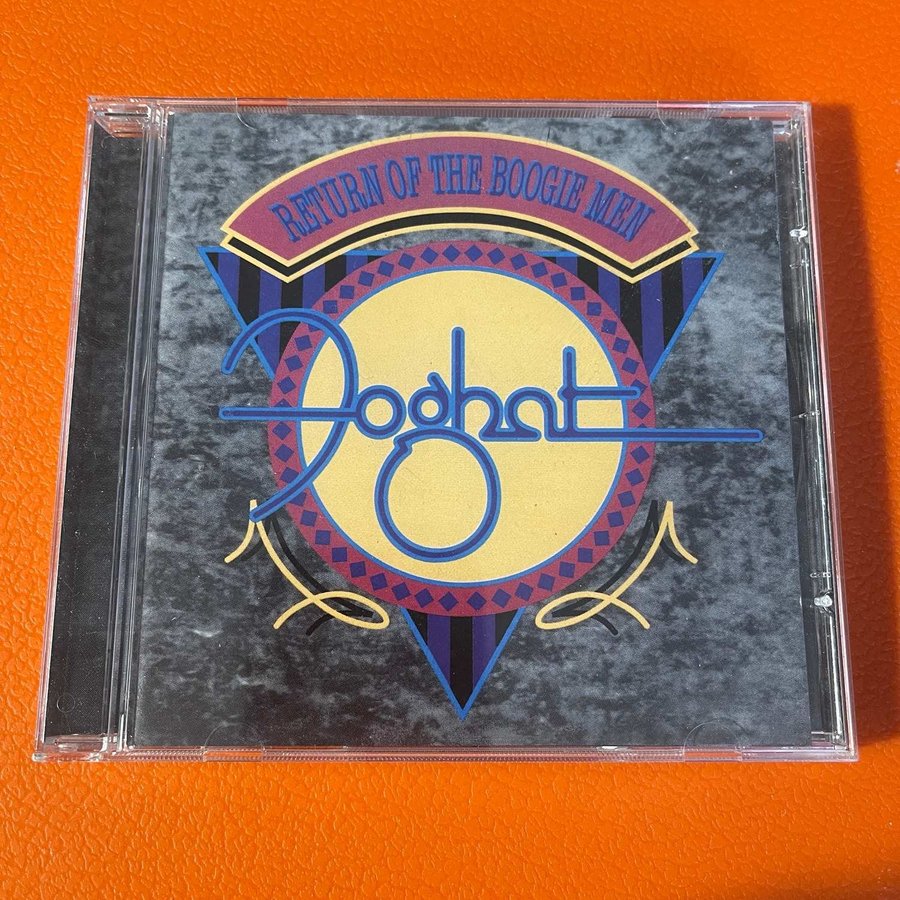 RETURN OF THE BOOGIE MEN
Foghat